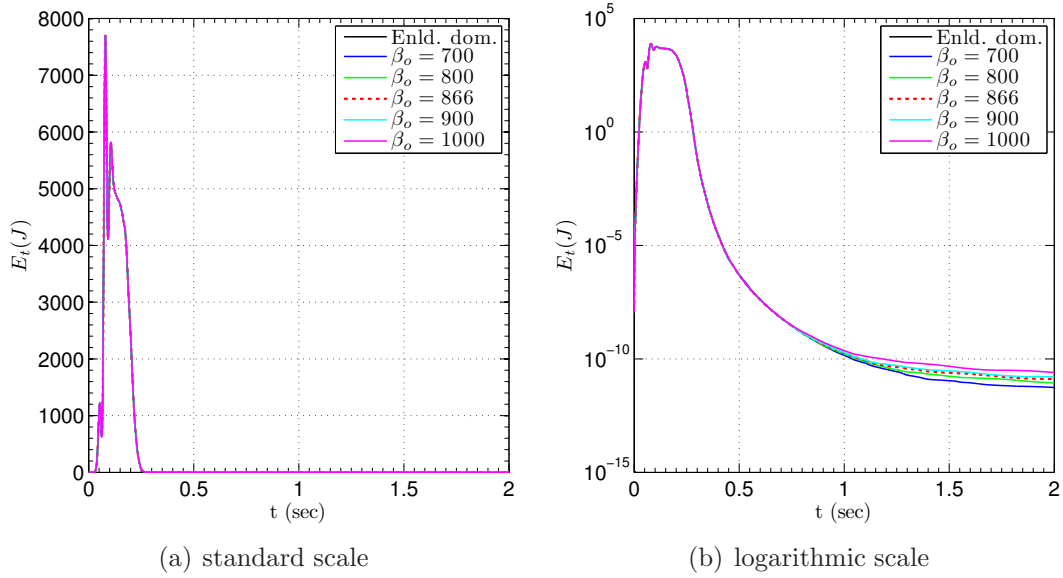 8000
7000
6000
5000
4000
3000
2000
1000
0
E_t(J)
0
0.5
1
1.5
2
t (sec)
Enld. dom.
β_o = 700
β_o = 800
β_o = 866
β_o = 900
β_o = 1000
(a) standard scale
10^5
10^0
10^−5
10^−10
10^−15
E_t(J)
0
0.5
1
1.5
2
t (sec)
Enld. dom.
β_o = 700
β_o = 800
β_o = 866
β_o = 900
β_o = 1000
(b) logarithmic scale